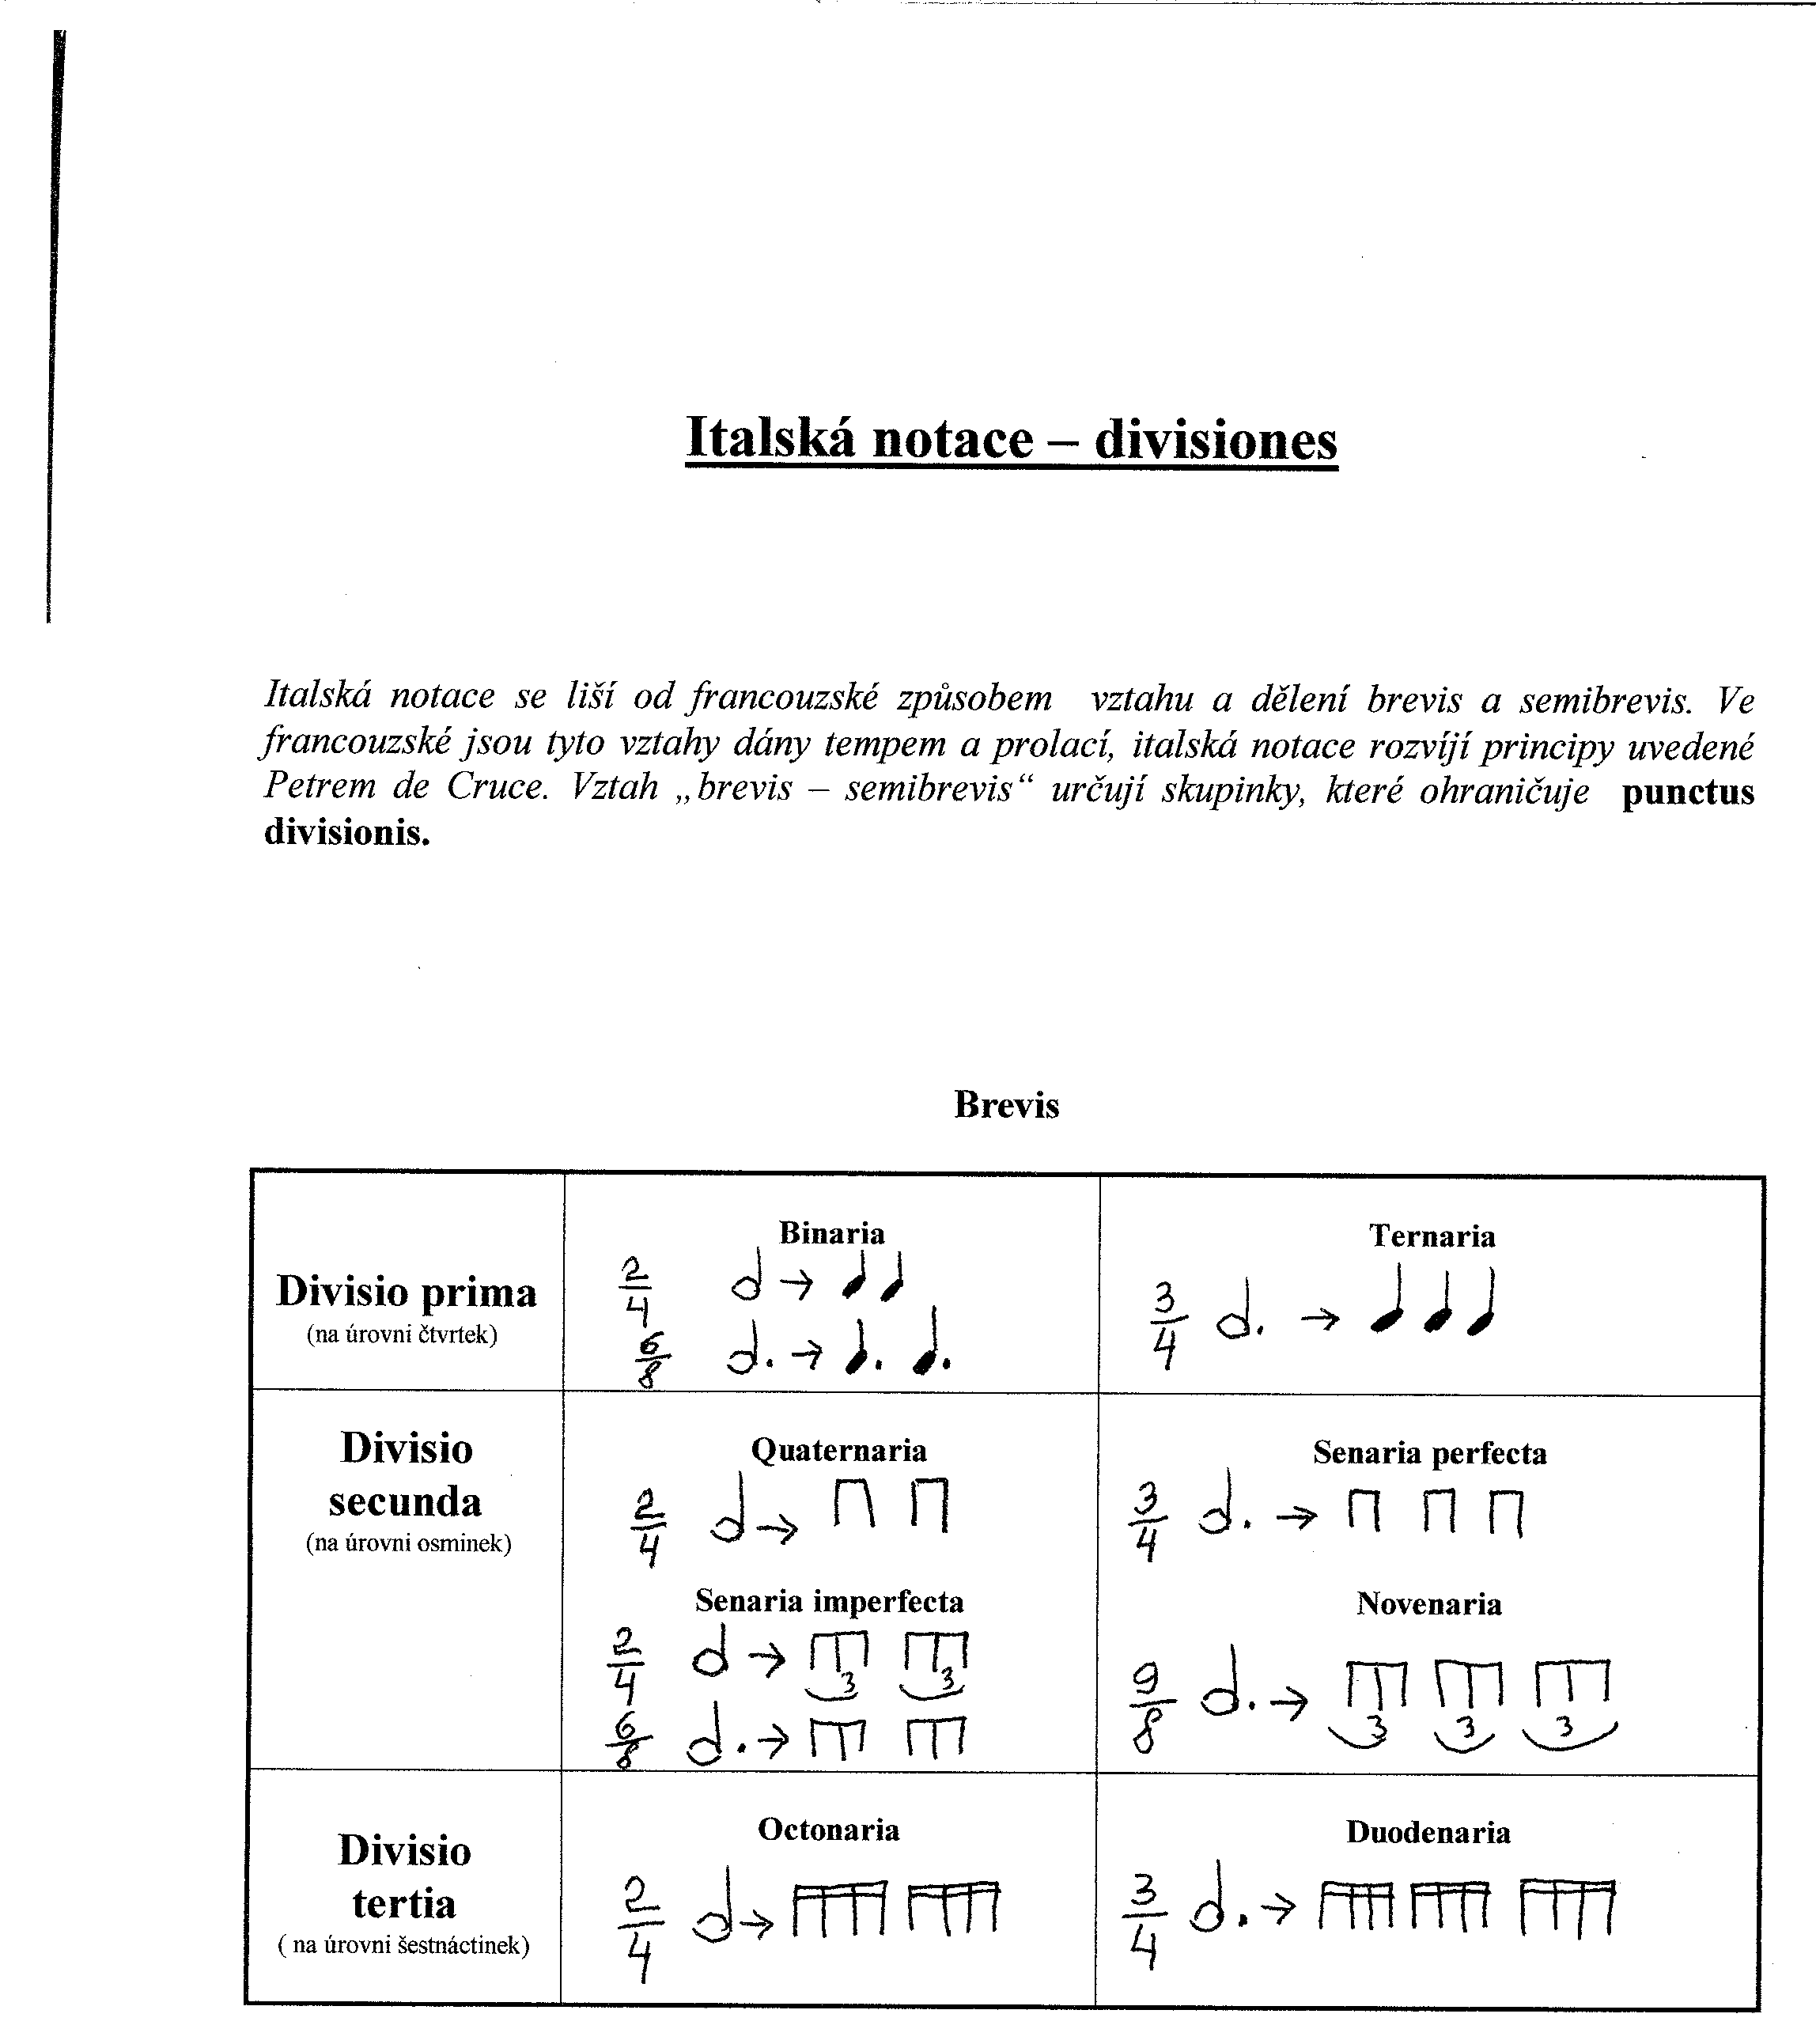 Italská notace – divisiones
Italská notace se liší od francouzské způsobem vztahu a dělení brevis a semibrevis. Ve
francouzské jsou tyto vztahy dány tempem a prolací, italská notace rozvíjí principy uvedené
Petrem de Cruce. Vztah „brevis – semibrevis“ určují skupinky, které ohraničuje punctus
divisionis.
Brevis
Divisio prima
(na úrovni čtvrtek)
Binaria
2/4
6/8
Ternaria
3/4
Divisio
secunda
(na úrovni osminek)
Quaternaria
2/4
Senaria imperfecta
2/4 3 3
6/8
Senaria perfecta
3/4
Novenaria
9/8 3 3 3
Divisio
tertia
( na úrovni šestnáctinek)
Octonaria
2/4
Duodenaria
3/4